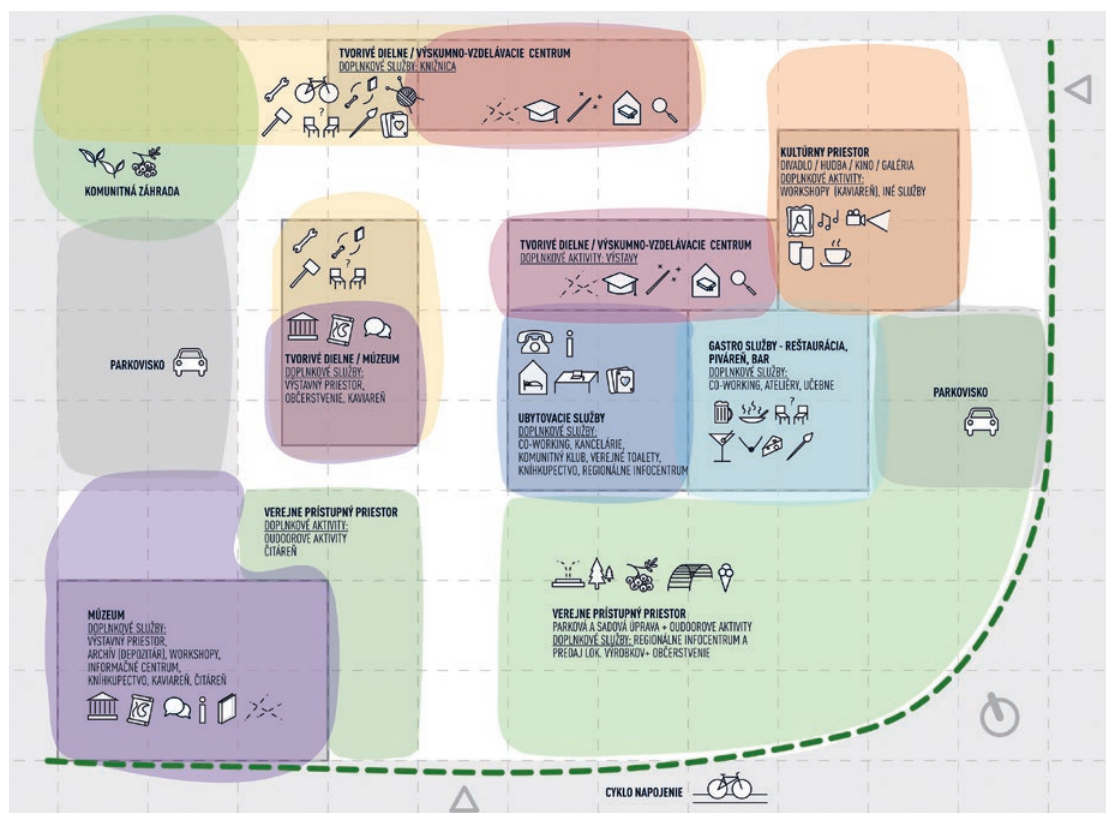 TVORIVÉ DIELNE / VÝSKUMNO-VZDELÁVACIE CENTRUM
DOPLNKOVÉ SLUŽBY: KNIŽNICA
?
KOMUNITNÁ ZÁHRADA
KULTÚRNY PRIESTOR
DIVADLO / HUDBA / KINO / GALÉRIA
DOPLNKOVÉ AKTIVITY:
WORKSHOPY (KAVIAREŇ), INÉ SLUŽBY
TVORIVÉ DIELNE / VÝSKUMNO-VZDELÁVACIE CENTRUM
DOPLNKOVÉ AKTIVITY: VÝSTAVY
?
TVORIVÉ DIELNE / MÚZEUM
DOPLNKOVÉ SLUŽBY:
VÝSTAVNÝ PRIESTOR,
OBČERSTVENIE, KAVIAREŇ
PARKOVISKO
UBYTOVACIE SLUŽBY
DOPLNKOVÉ SLUŽBY:
CO-WORKING, KANCELÁRIE,
KOMUNITNÝ KLUB, VEREJNÉ TOALETY,
KNÍHKUPECTVO, REGIONÁLNE INFOCENTRUM
GASTRO SLUŽBY - REŠTAURÁCIA,
PIVÁREŇ, BAR
DOPLNKOVÉ SLUŽBY:
CO-WORKING, ATELIÉRY, UČEBNE
?
PARKOVISKO
VEREJNE PRÍSTUPNÝ PRIESTOR
DOPLNKOVÉ AKTIVITY:
OUDOOROVE AKTIVITY
ČITÁREŇ
MÚZEUM
DOPLNKOVÉ SLUŽBY:
VÝSTAVNÝ PRIESTOR,
ARCHÍV (DEPOZITÁR), WORKSHOPY,
INFORMAČNÉ CENTRUM,
KNÍHKUPECTVO, KAVIAREŇ, ČITÁREŇ
VEREJNE PRÍSTUPNÝ PRIESTOR
PARKOVÁ A SADOVÁ ÚPRAVA + OUDOOROVE AKTIVITY
DOPLNKOVÉ SLUŽBY: REGIONÁLNE INFOCENTRUM A
PREDAJ LOK. VÝROBKOV+ OBČERSTVENIE
CYKLO NAPOJENIE